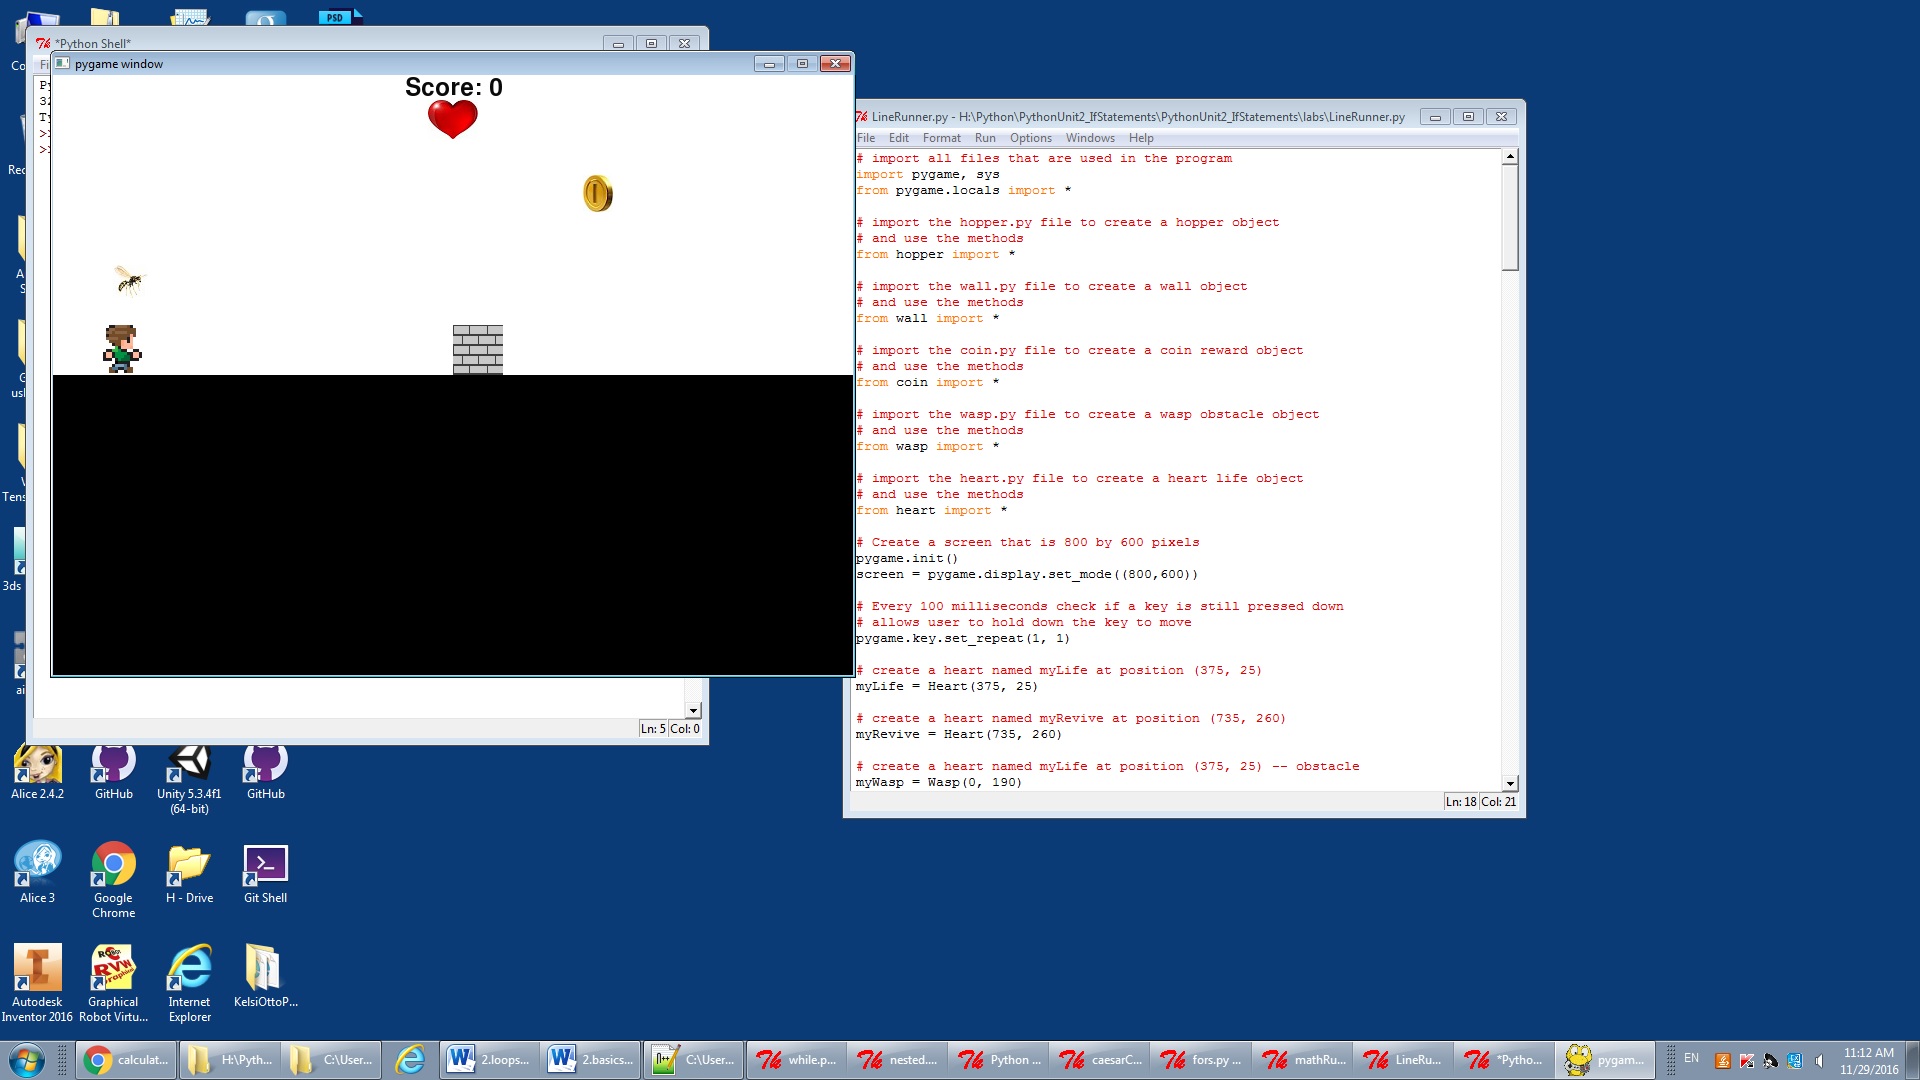 PSD
*Python Shell*
pygame window
Score: 0
LineRunner.py - H:\Python\PythonUnit2_IfStatements\PythonUnit2_IfStatements\labs\LineRunner.py
File Edit Format Run Options Windows Help
# import all files that are used in the program
import pygame, sys
from pygame.locals import *
# import the hopper.py file to create a hopper object
# and use the methods
from hopper import *
# import the wall.py file to create a wall object
# and use the methods
from wall import *
# import the coin.py file to create a coin reward object
# and use the methods
from coin import *
# import the wasp.py file to create a wasp obstacle object
# and use the methods
from wasp import *
# import the heart.py file to create a heart life object
# and use the methods
from heart import *
# Create a screen that is 800 by 600 pixels
pygame.init()
screen = pygame.display.set_mode((800,600))
# Every 100 milliseconds check if a key is still pressed down
# allows user to hold down the key to move
pygame.key.set_repeat(1, 1)
# create a heart named myLife at position (375, 25)
myLife = Heart(375, 25)
# create a heart named myRevive at position (735, 260)
myRevive = Heart(735, 260)
# create a heart named myLife at position (375, 25) -- obstacle
myWasp = Wasp(0, 190)
Ln: 18 Col: 21
Ln: 5 Col: 0
Alice 2.4.2
GitHub
Unity 5.3.4f1
(64-bit)
GitHub
Alice 3
Google
Chrome
H - Drive
Git Shell
Autodesk
Inventor 2016
Graphical
Robot Virtu...
Internet
Explorer
KelsiOttoP...
calculat...
H:\Pyth...
C:\User...
2.loops...
2.basics...
C:\User...
while.p...
nested....
Python ...
caesarC...
fors.py ...
mathRu...
LineRu...
*Pytho...
pygam...
EN
11:12 AM
11/29/2016